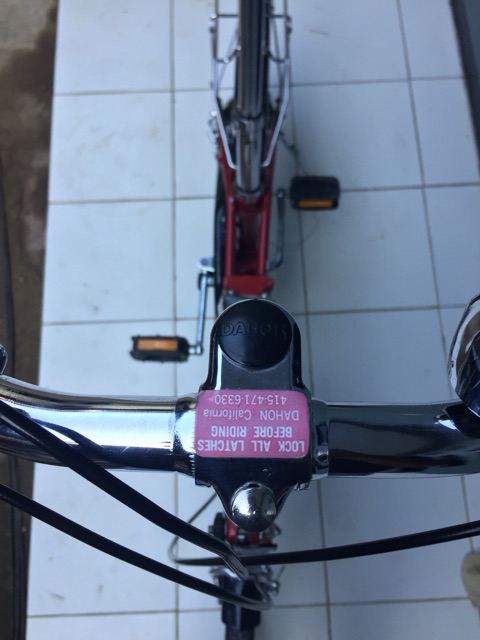 DAHON
LOCK ALL LATCHES
BEFORE RIDING
DAHON California
415-471-6330